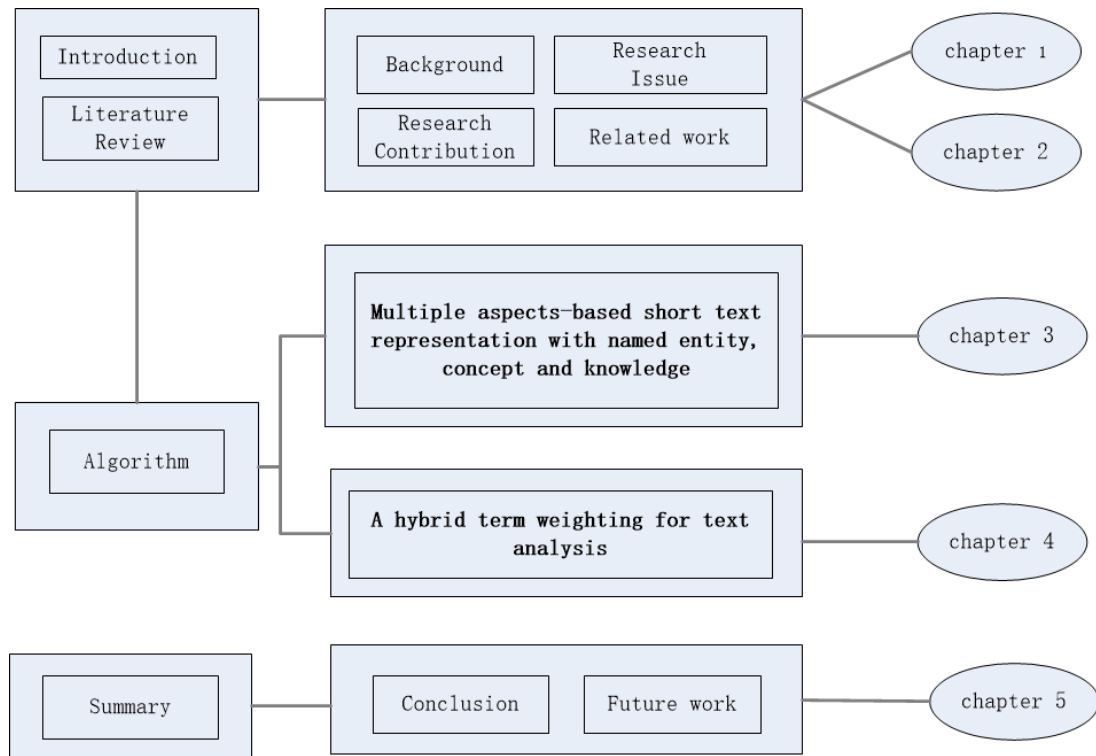 Introduction
Literature
Review
Background
Research
Issue
Research
Contribution
Related work
chapter 1
chapter 2
Multiple aspects-based short text
representation with named entity,
concept and knowledge
chapter 3
Algorithm
A hybrid term weighting for text
analysis
chapter 4
Summary
Conclusion
Future work
chapter 5